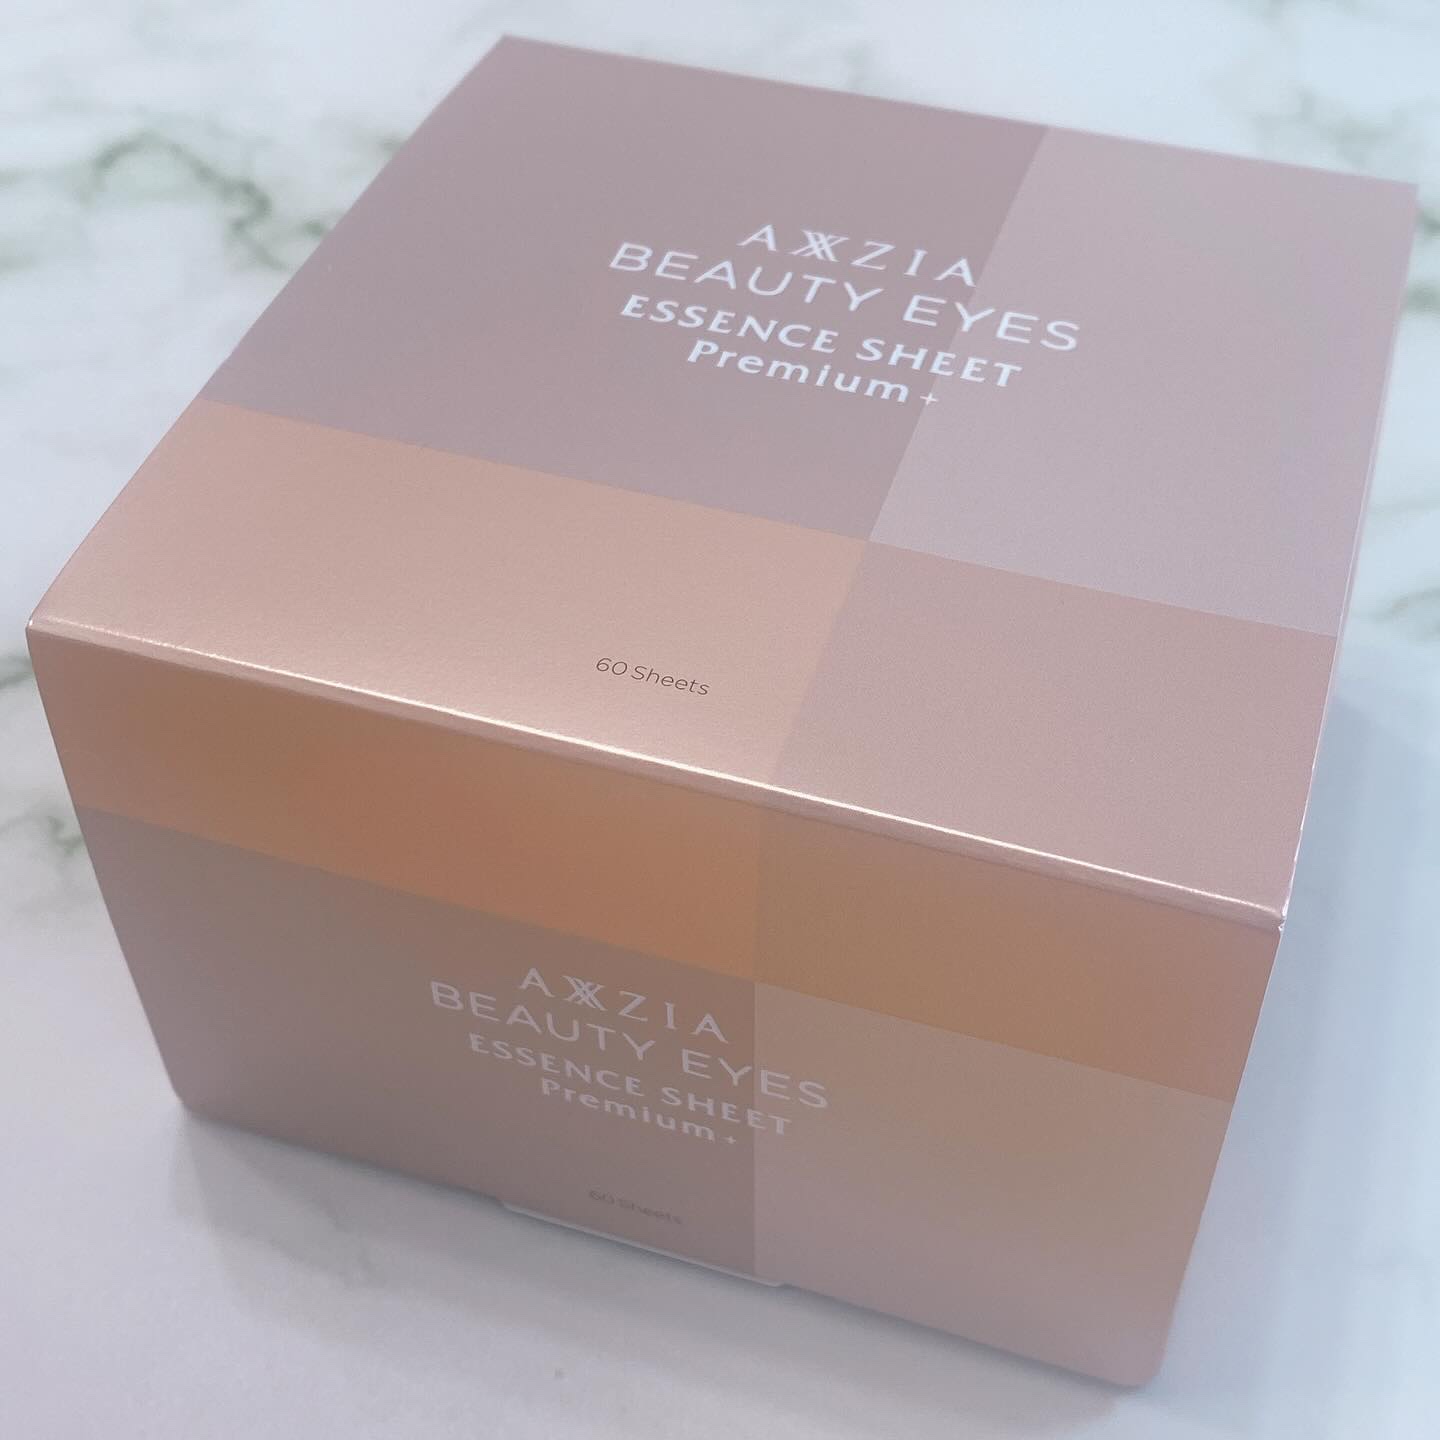 AXXZIA
BEAUTY EYES
ESSENCE SHEET
Premium+
60 Sheets
AXXZIA
BEAUTY EYES
ESSENCE SHEET
Premium+
60 Sheets